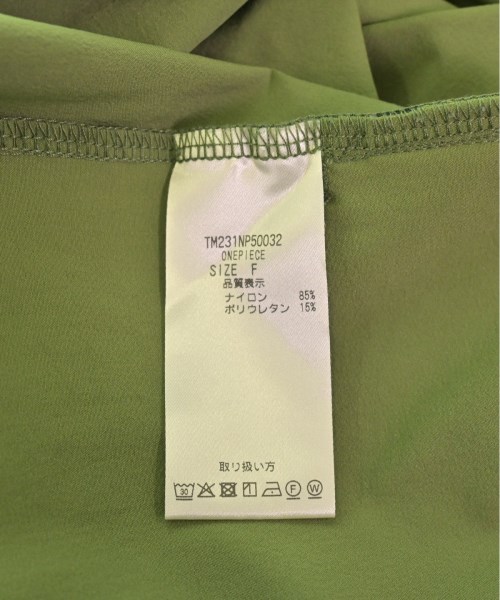 TM231NP50032
ONEPIECE
SIZE F
品質表示
ナイロン 85%
ポリウレタン 15%
取り扱い方
30 F W